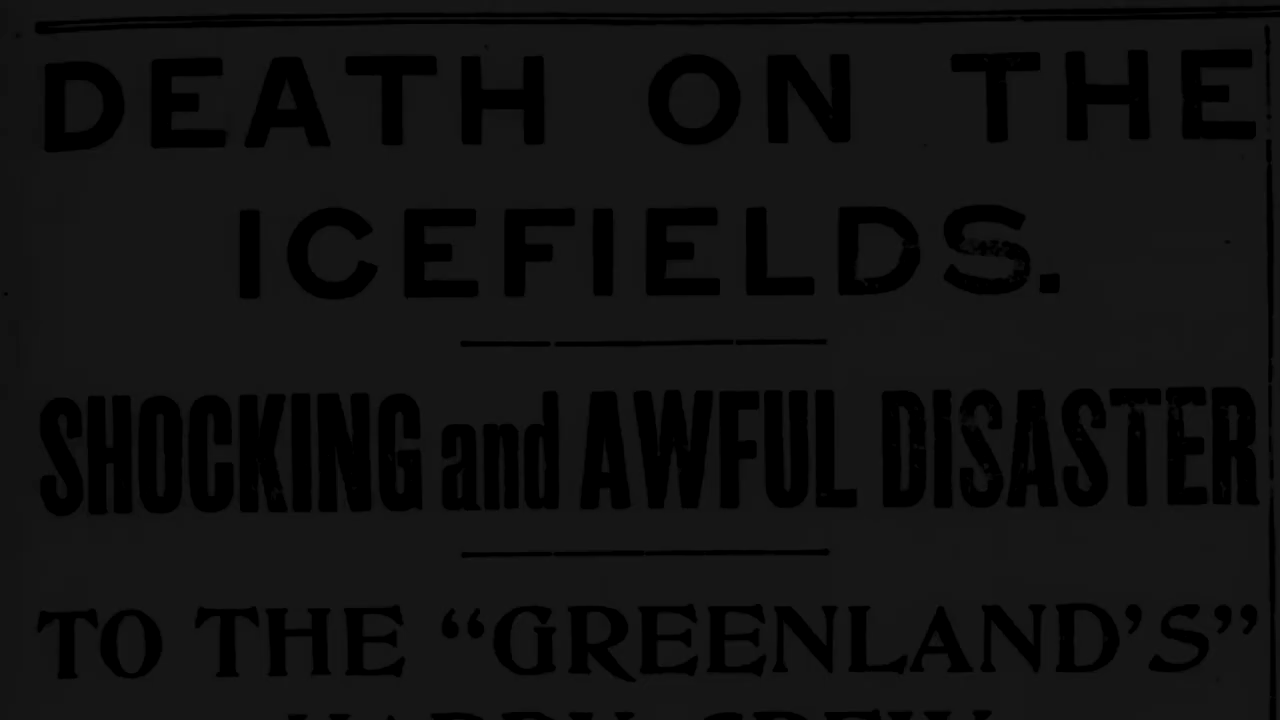 DEATH ON THE
ICEFIELDS.
SHOCKING and AWFUL DISASTER
TO THE “GREENLAND’S”